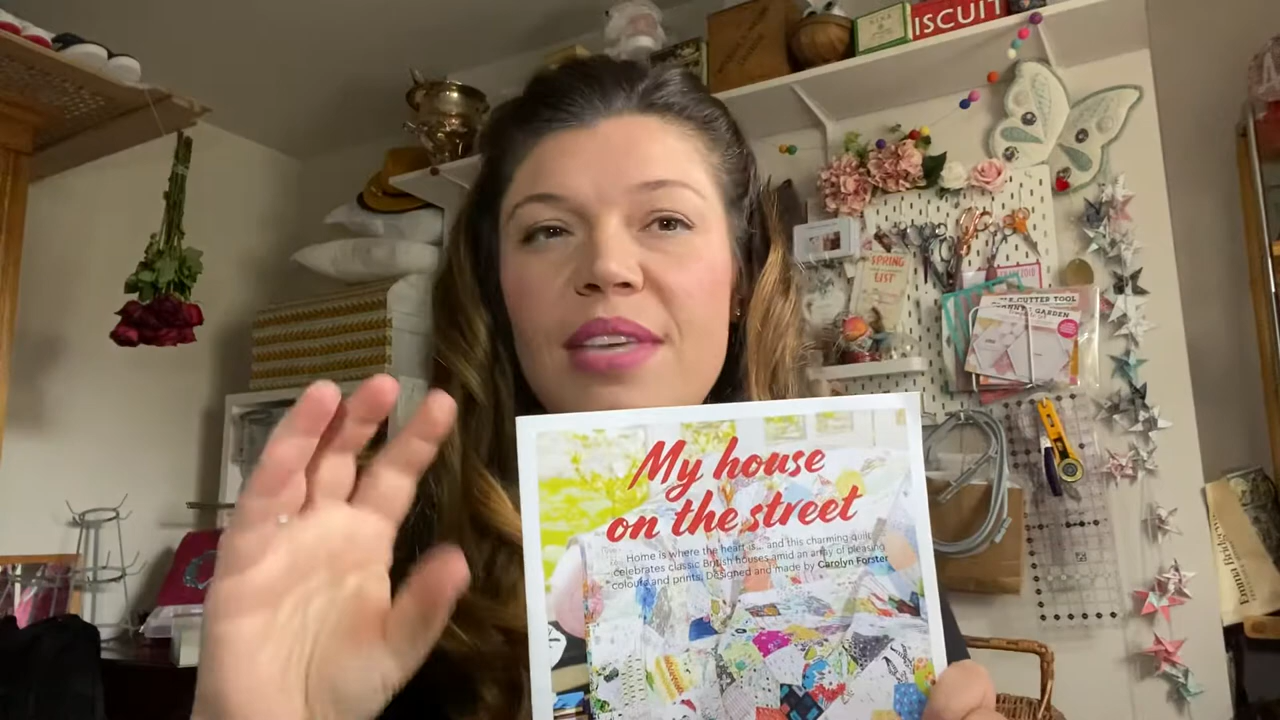 ISCUIT
SPRING
LIST
CUTTER TOOL
GARDEN
My house
on the street
Home is where the heart is... and this charming quilt
celebrates classic British houses amid an array of pleasing
colours and prints. Designed and made by Carolyn Forster